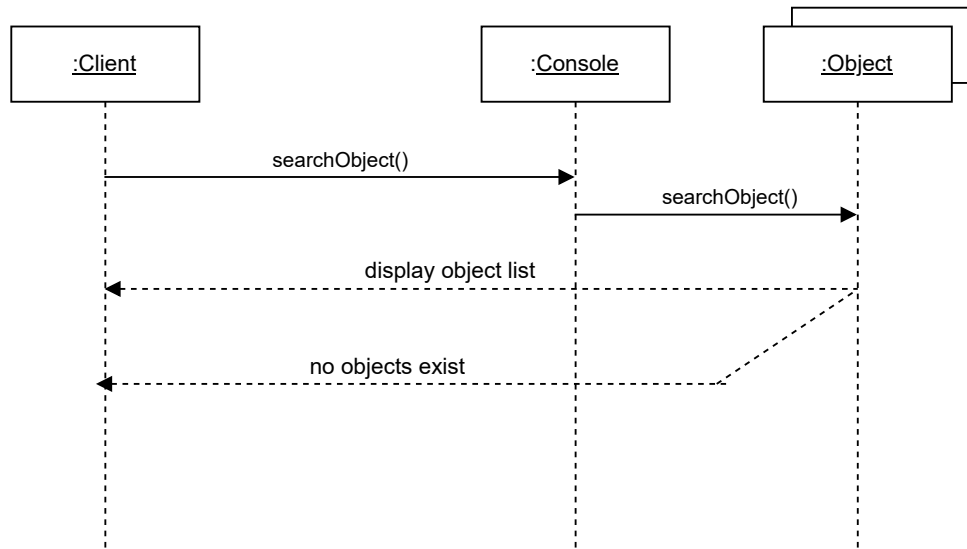 :Client
:Console
:Object
searchObject()
searchObject()
display object list
no objects exist